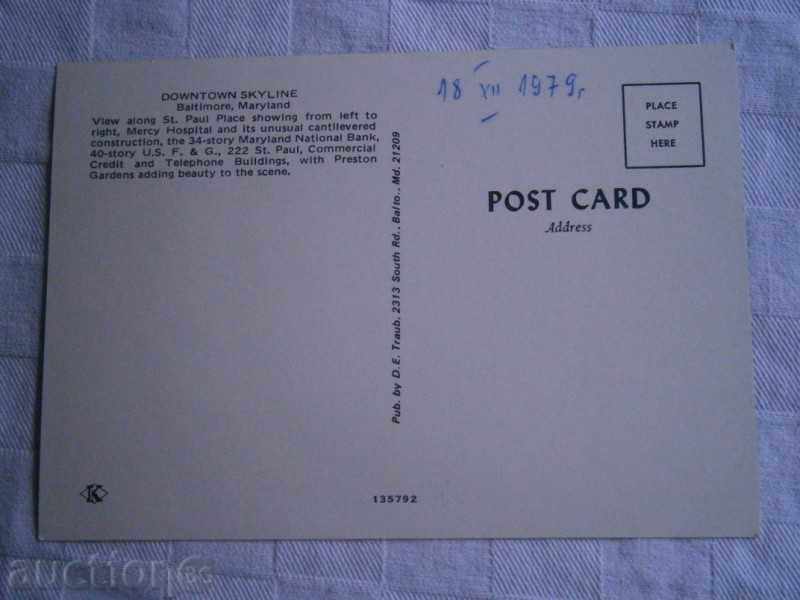 DOWNTOWN SKYLINE
Baltimore, Maryland
View along St. Paul Place showing from left to
right, Mercy Hospital and its unusual cantilevered
construction, the 34-story Maryland National Bank,
40-story U.S. F. & G., 222 St. Paul, Commercial
Credit and Telephone Buildings, with Preston
Gardens adding beauty to the scene.
18 XII 1979г.
PLACE
STAMP
HERE
POST CARD
Address
Pub. by D.E. Traub, 2313 South Rd., Balto., Md. 21209
K
135792
auction.bg